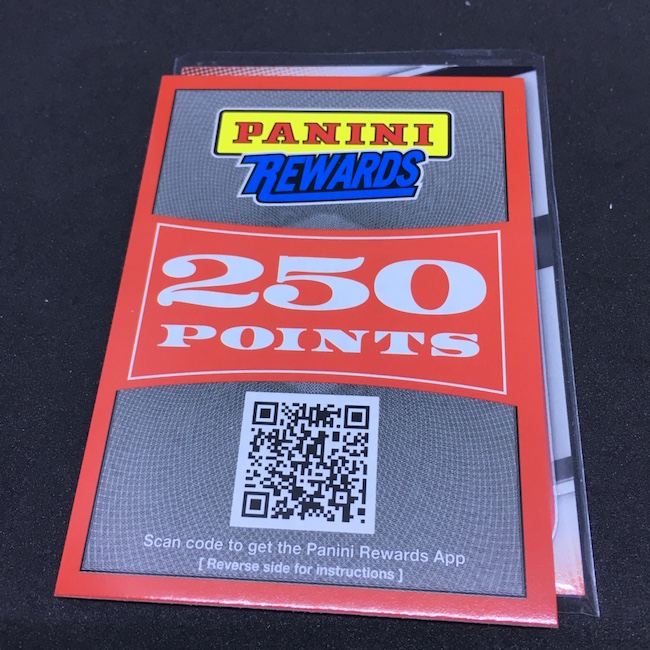 PANINI
REWARDS
250
POINTS
Scan code to get the Panini Rewards App
[ Reverse side for instructions ]